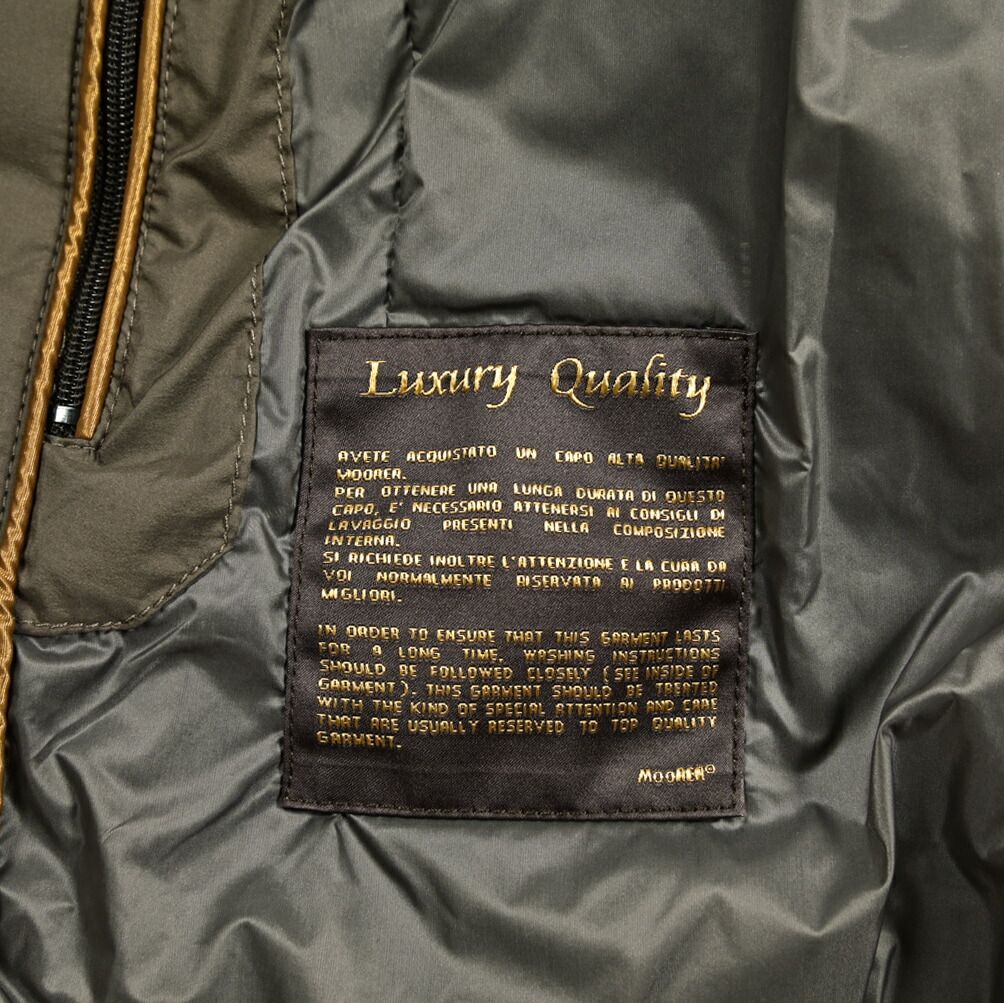 Luxury Quality
AVETE ACQUISTATO UN CAPO ALTA QUALITA'
MOORER.
PER OTTENERE UNA LUNGA DURATA DI QUESTO
CAPO, E' NECESSARIO ATTENERSI AI CONSIGLI DI
LAVAGGIO PRESENTI NELLA COMPOSIZIONE
INTERNA.
SI RICHIEDE INOLTRE L'ATTENZIONE E LA CURA DA
VOI NORMALMENTE RISERVATA AI PRODOTTI
MIGLIORI.
IN ORDER TO ENSURE THAT THIS GARMENT LASTS
FOR A LONG TIME, WASHING INSTRUCTIONS
SHOULD BE FOLLOWED CLOSELY (SEE INSIDE OF
GARMENT). THIS GARMENT SHOULD BE TREATED
WITH THE KIND OF SPECIAL ATTENTION AND CARE
THAT ARE USUALLY RESERVED TO TOP QUALITY
GARMENT.
MooRER®